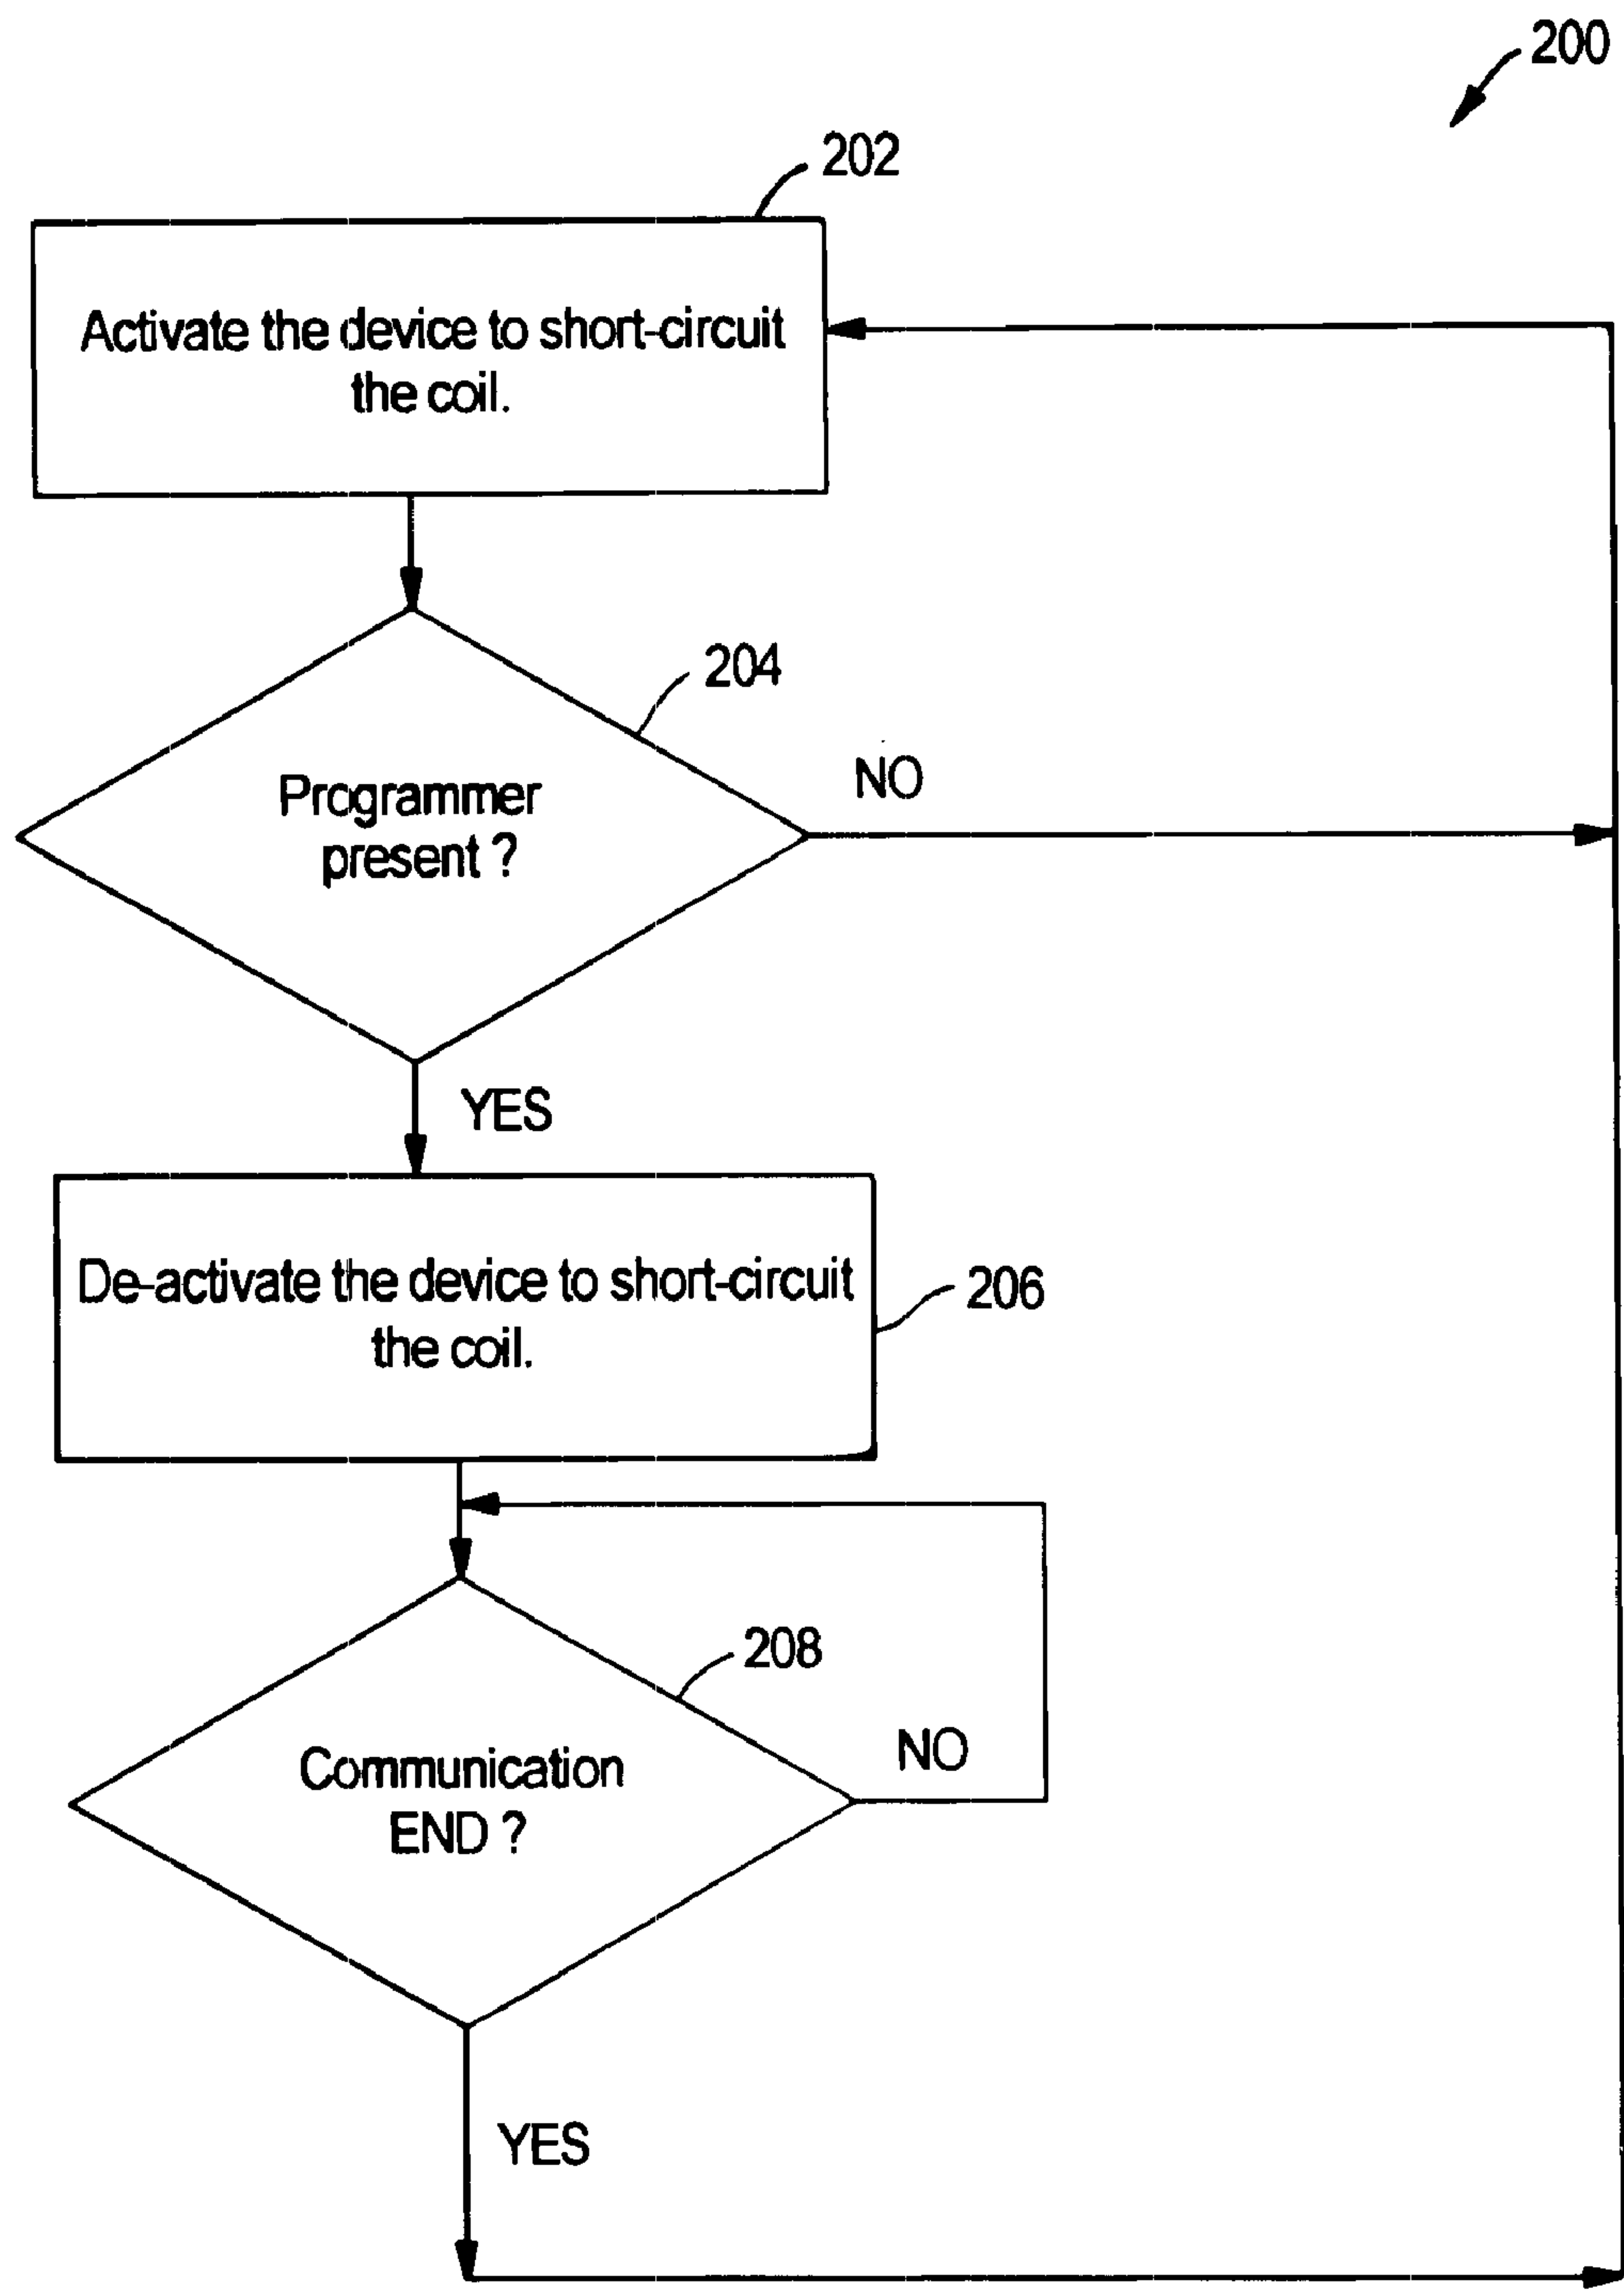 200
202
Activate the device to short-circuit
the coil.
204
Programmer
present ?
NO
YES
De-activate the device to short-circuit
the coil.
206
208
Communication
END ?
NO
YES